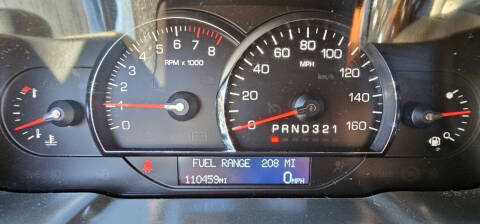 0 1 2 3 4 5 6 7 8
RPM x 1000
0 20 40 60 80 100 120 140 160
MPH
km/h
PRND321
FUEL RANGE 208 MI
110459MI 0MPH